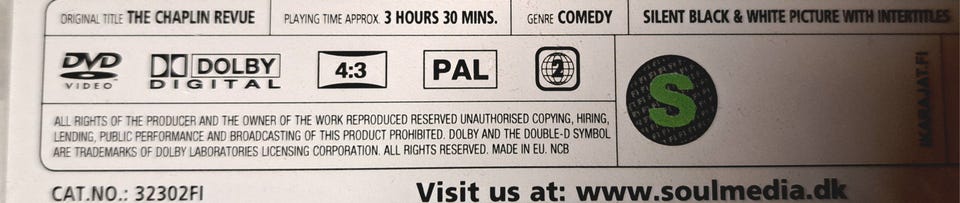 ORIGINAL TITLE THE CHAPLIN REVUE
PLAYING TIME APPROX. 3 HOURS 30 MINS.
GENRE COMEDY
SILENT BLACK & WHITE PICTURE WITH INTERTITLES
DVD
VIDEO
DOLBY
DIGITAL
4:3
PAL
2
S
IKARAJAT.FI
ALL RIGHTS OF THE PRODUCER AND THE OWNER OF THE WORK REPRODUCED RESERVED UNAUTHORISED COPYING, HIRING,
LENDING, PUBLIC PERFORMANCE AND BROADCASTING OF THIS PRODUCT PROHIBITED. DOLBY AND THE DOUBLE-D SYMBOL
ARE TRADEMARKS OF DOLBY LABORATORIES LICENSING CORPORATION. ALL RIGHTS RESERVED. MADE IN EU. NCB
CAT.NO.: 32302FI
Visit us at: www.soulmedia.dk